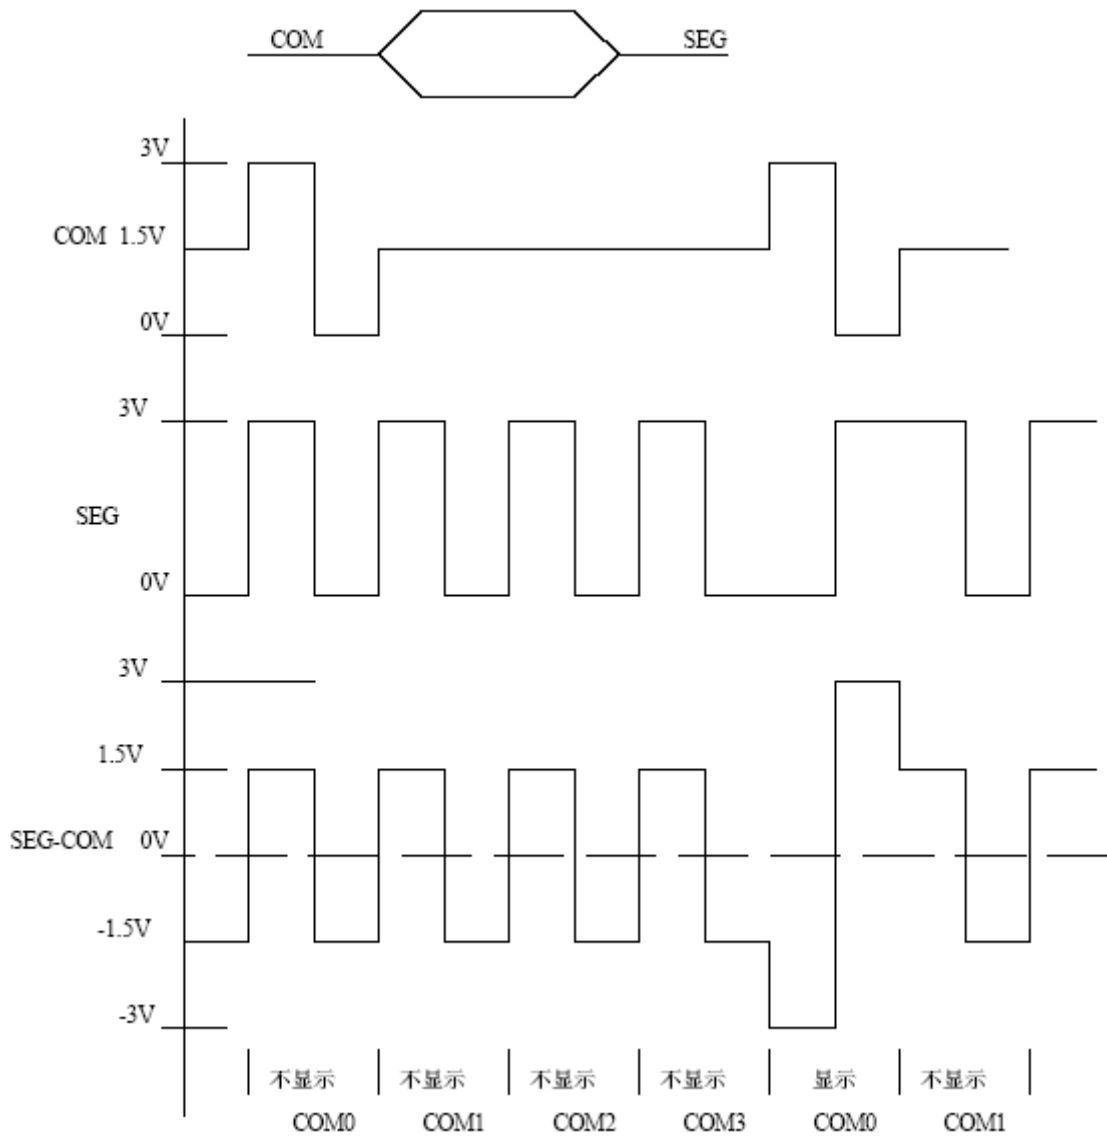 COM SEG
3V
COM 1.5V
0V
3V
SEG
0V
3V
1.5V
SEG-COM 0V
-1.5V
-3V
不显示 不显示 不显示 不显示 显示 不显示
COM0 COM1 COM2 COM3 COM0 COM1